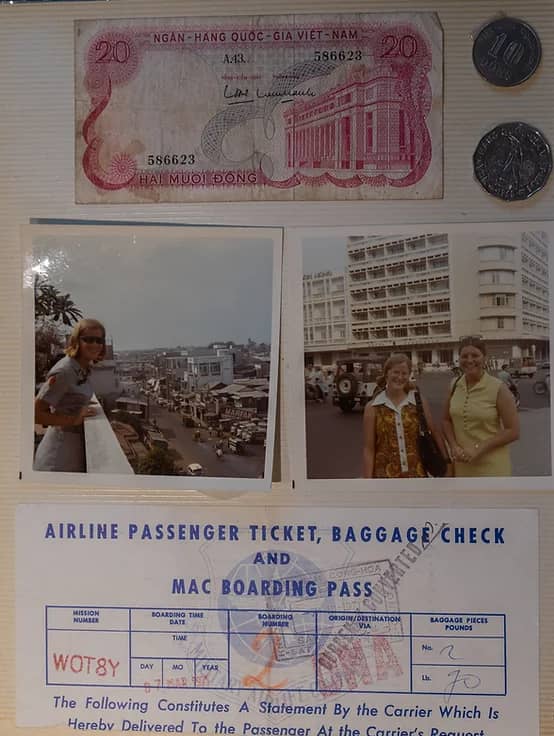 NGÂN-HÀNG QUỐC-GIA VIỆT-NAM
20
20
A.43.
586623
586623
HAI MƯƠI ĐỒNG
10
AIRLINE PASSENGER TICKET, BAGGAGE CHECK
AND
MAC BOARDING PASS
MISSION NUMBER
BOARDING TIME DATE
BOARDING NUMBER
ORIGIN/DESTINATION VIA
BAGGAGE PIECES POUNDS
TIME
DAY
MO
YEAR
WOT8Y
2
No. 2
Lb. 70
The Following Constitutes A Statement By the Carrier Which is
Hereby Delivered To the Passenger At the Carrier's Request